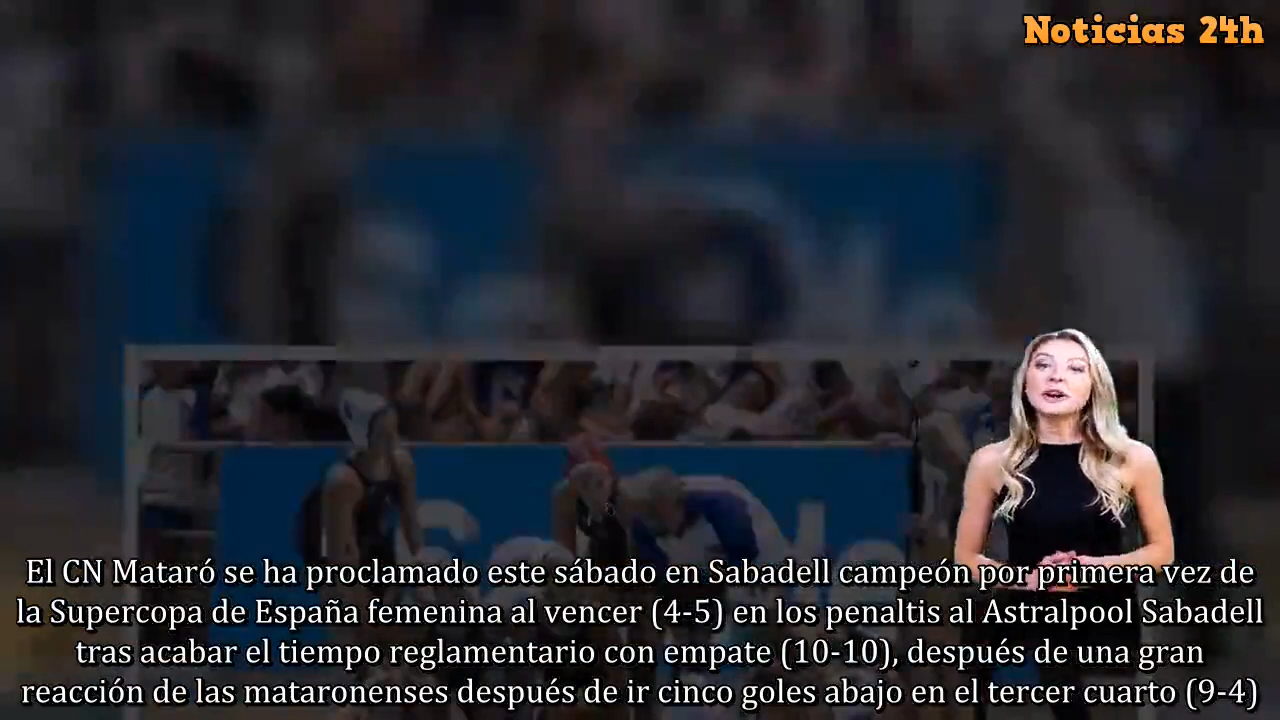 Noticias 24h
El CN Mataró se ha proclamado este sábado en Sabadell campeón por primera vez de
la Supercopa de España femenina al vencer (4-5) en los penaltis al Astralpool Sabadell
tras acabar el tiempo reglamentario con empate (10-10), después de una gran
reacción de las mataronenses después de ir cinco goles abajo en el tercer cuarto (9-4)